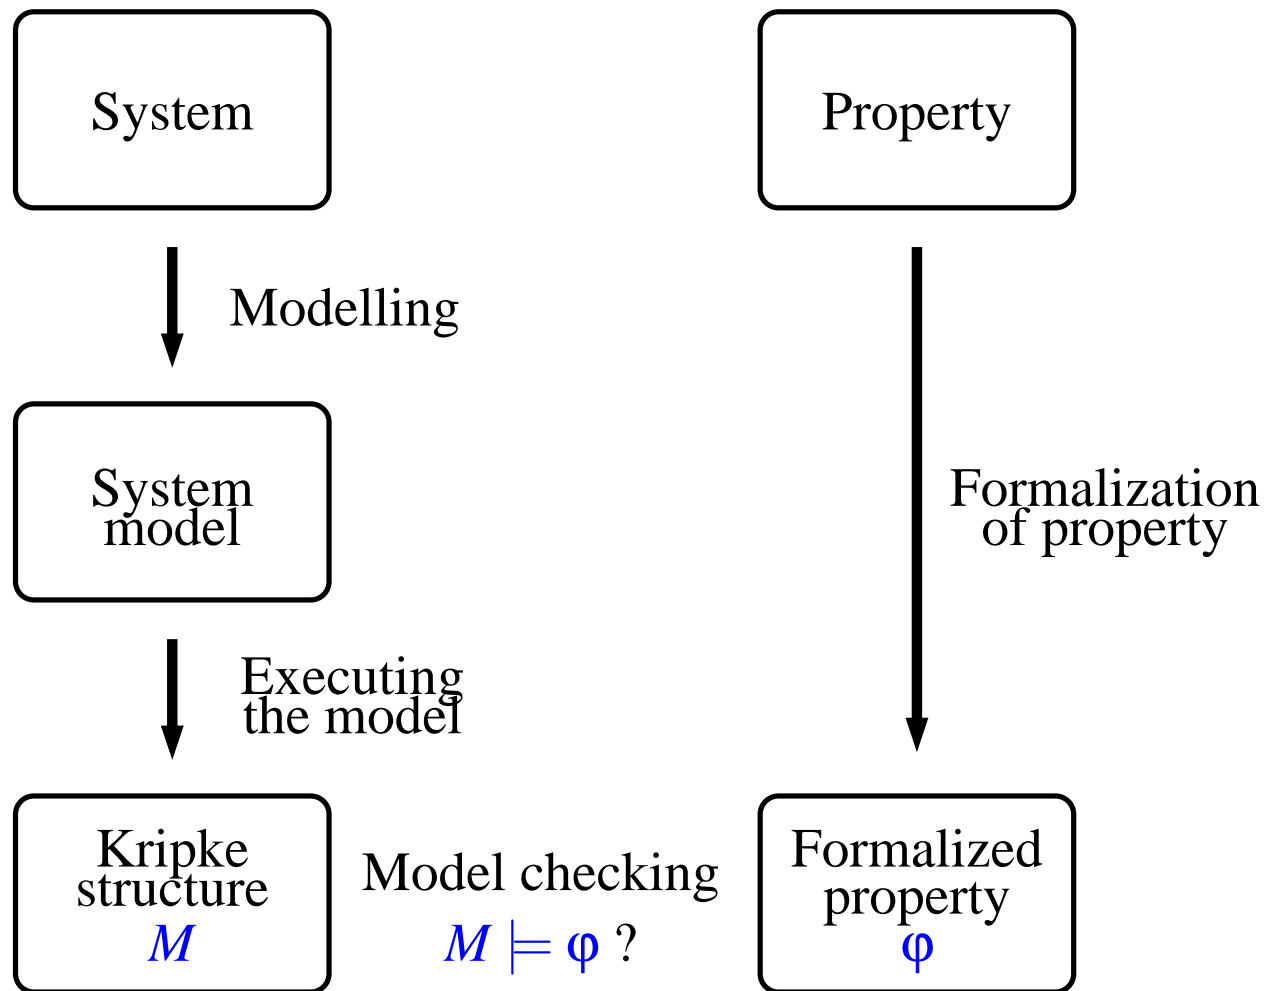 System
Property
Modelling
System
model
Formalization
of property
Executing
the model
Kripke
structure
M
Model checking
M ⊨ φ ?
Formalized
property
φ